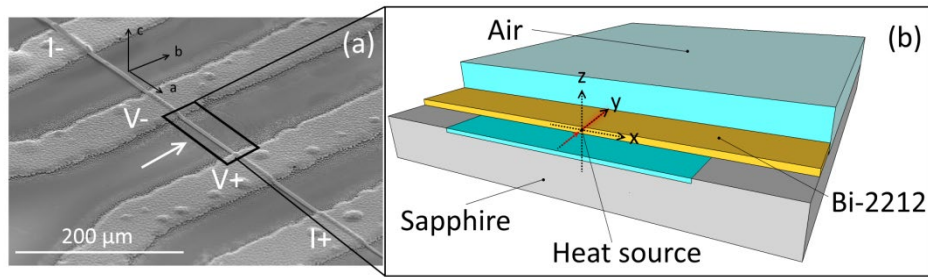 I-
c
b
a
(a)
V-
V+
I+
200 μm
(b)
Air
z
y
x
Bi-2212
Sapphire
Heat source